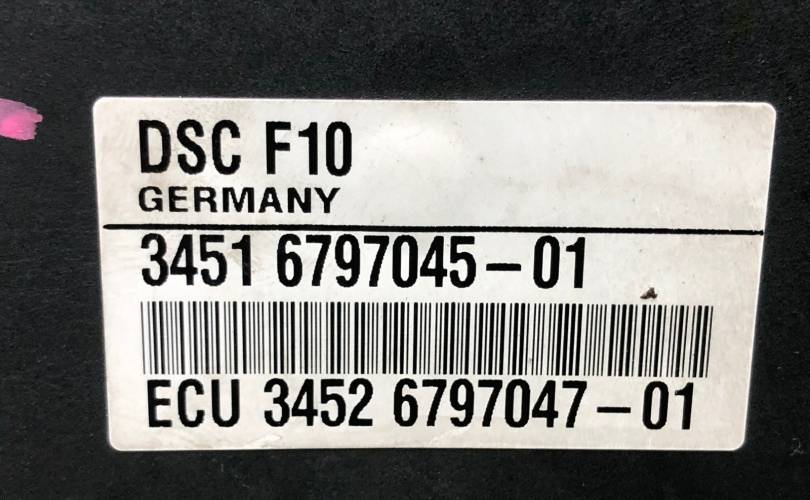 DSC F10
GERMANY
3451 6797045-01
ECU 3452 6797047-01